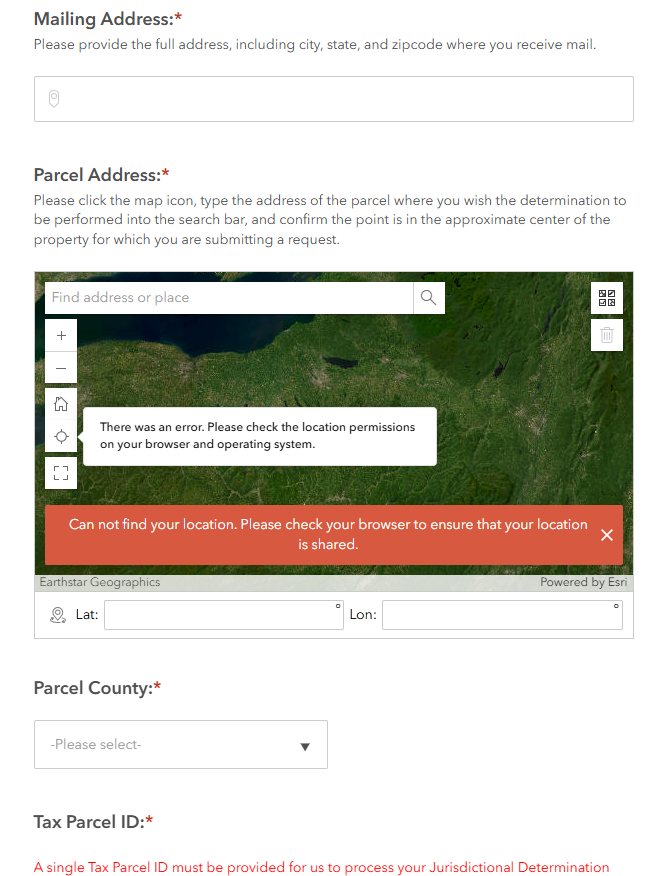 Mailing Address:*
Please provide the full address, including city, state, and zipcode where you receive mail.
Parcel Address:*
Please click the map icon, type the address of the parcel where you wish the determination to
be performed into the search bar, and confirm the point is in the approximate center of the
property for which you are submitting a request.
Find address or place
+
−
There was an error. Please check the location permissions
on your browser and operating system.
Can not find your location. Please check your browser to ensure that your location
is shared.
Earthstar Geographics
Powered by Esri
Lat: ° Lon: °
Parcel County:*
-Please select-
Tax Parcel ID:*
A single Tax Parcel ID must be provided for us to process your Jurisdictional Determination